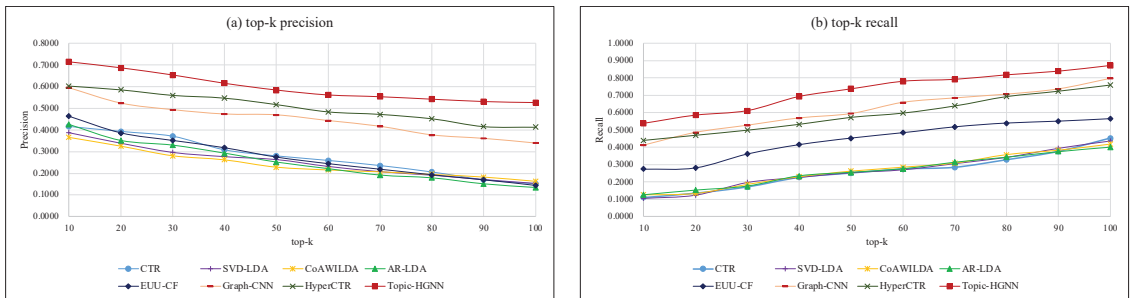 (a) top-k precision
0.8000
0.7000
0.6000
0.5000
0.4000
0.3000
0.2000
0.1000
0.0000
Precision
10 20 30 40 50 60 70 80 90 100
top-k
CTR SVD-LDA CoAWILDA AR-LDA
EUU-CF Graph-CNN HyperCTR Topic-HGNN
(b) top-k recall
1.0000
0.9000
0.8000
0.7000
0.6000
0.5000
0.4000
0.3000
0.2000
0.1000
0.0000
Recall
10 20 30 40 50 60 70 80 90 100
top-k
CTR SVD-LDA CoAWILDA AR-LDA
EUU-CF Graph-CNN HyperCTR Topic-HGNN